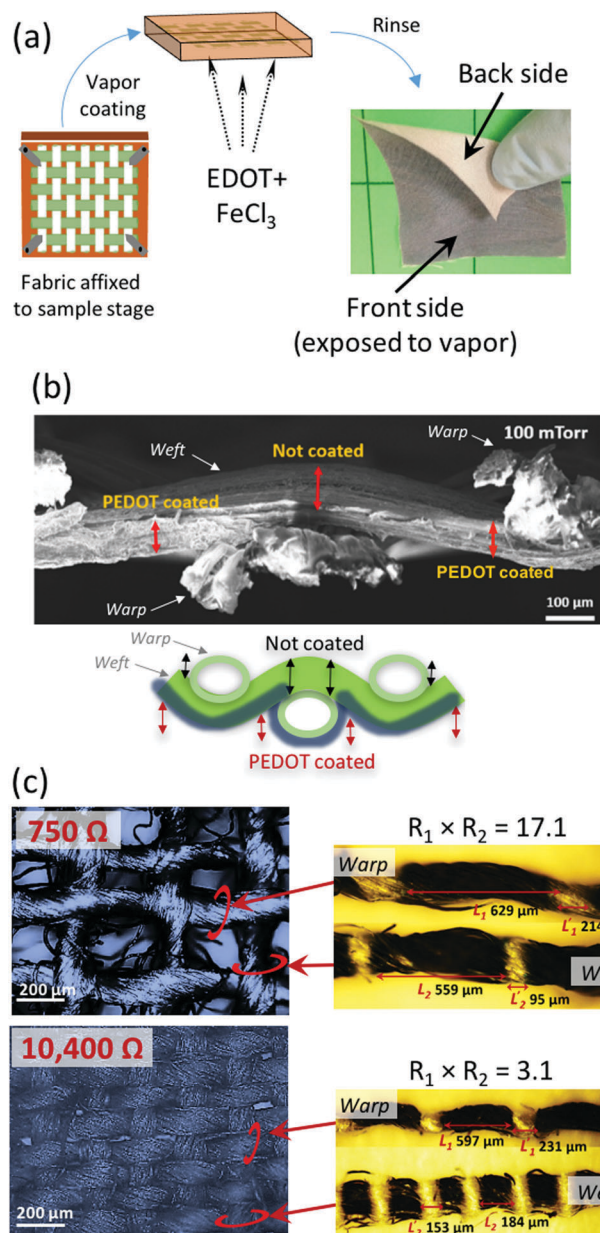 (a)
Vapor
coating
Rinse
Back side
EDOT+
FeCl₃
Fabric affixed
to sample stage
Front side
(exposed to vapor)
(b)
Weft
Not coated
Warp
100 mTorr
PEDOT coated
PEDOT coated
Warp
100 µm
Warp
Not coated
Weft
PEDOT coated
(c)
750 Ω
R₁ × R₂ = 17.1
Warp
L₁ 629 µm
L'₁ 214
L₂ 559 µm
L'₂ 95 µm
200 µm
10,400 Ω
R₁ × R₂ = 3.1
Warp
L₁ 597 µm
L'₁ 231 µm
153 µm
L₂ 184 µm
200 µm